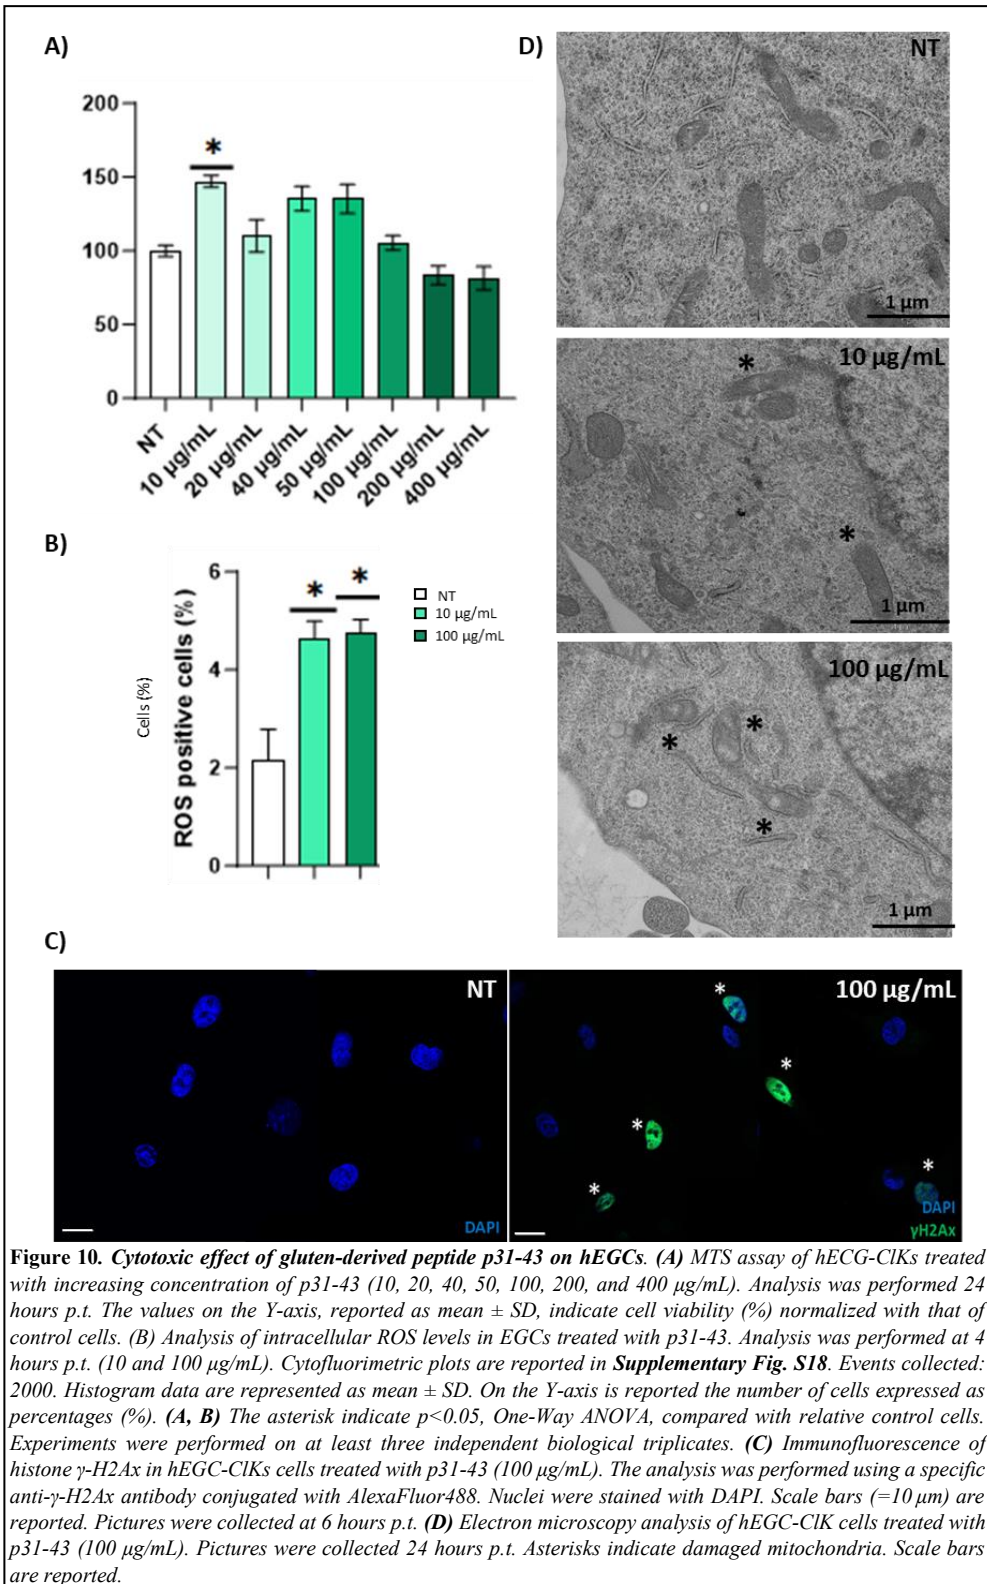 A)
200
150
100
50
0
*
NT
10 µg/mL
20 µg/mL
40 µg/mL
50 µg/mL
100 µg/mL
200 µg/mL
400 µg/mL
B)
Cells (%)
ROS positive cells (%)
6
4
2
0
*
*
NT
10 µg/mL
100 µg/mL
D)
NT
1 µm
10 µg/mL
*
*
1 µm
100 µg/mL
*
*
*
1 µm
C)
NT
DAPI
100 µg/mL
*
*
*
*
*
DAPI
γH2Ax
Figure 10. Cytotoxic effect of gluten-derived peptide p31-43 on hEGCs. (A) MTS assay of hECG-ClKs treated
with increasing concentration of p31-43 (10, 20, 40, 50, 100, 200, and 400 µg/mL). Analysis was performed 24
hours p.t. The values on the Y-axis, reported as mean ± SD, indicate cell viability (%) normalized with that of
control cells. (B) Analysis of intracellular ROS levels in EGCs treated with p31-43. Analysis was performed at 4
hours p.t. (10 and 100 µg/mL). Cytofluorimetric plots are reported in Supplementary Fig. S18. Events collected:
2000. Histogram data are represented as mean ± SD. On the Y-axis is reported the number of cells expressed as
percentages (%). (A, B) The asterisk indicate p<0.05, One-Way ANOVA, compared with relative control cells.
Experiments were performed on at least three independent biological triplicates. (C) Immunofluorescence of
histone γ-H2Ax in hEGC-ClKs cells treated with p31-43 (100 µg/mL). The analysis was performed using a specific
anti-γ-H2Ax antibody conjugated with AlexaFluor488. Nuclei were stained with DAPI. Scale bars (=10 µm) are
reported. Pictures were collected at 6 hours p.t. (D) Electron microscopy analysis of hEGC-ClK cells treated with
p31-43 (100 µg/mL). Pictures were collected 24 hours p.t. Asterisks indicate damaged mitochondria. Scale bars
are reported.